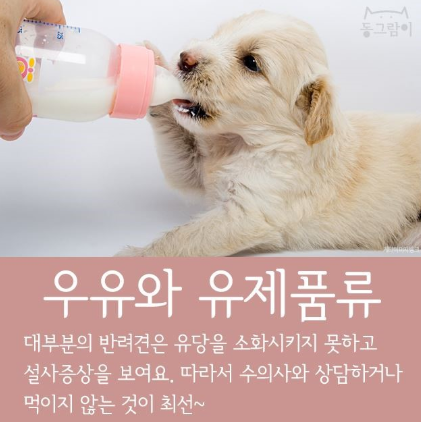 동그람이
우유와 유제품류
대부분의 반려견은 유당을 소화시키지 못하고
설사증상을 보여요. 따라서 수의사와 상담하거나
먹이지 않는 것이 최선~